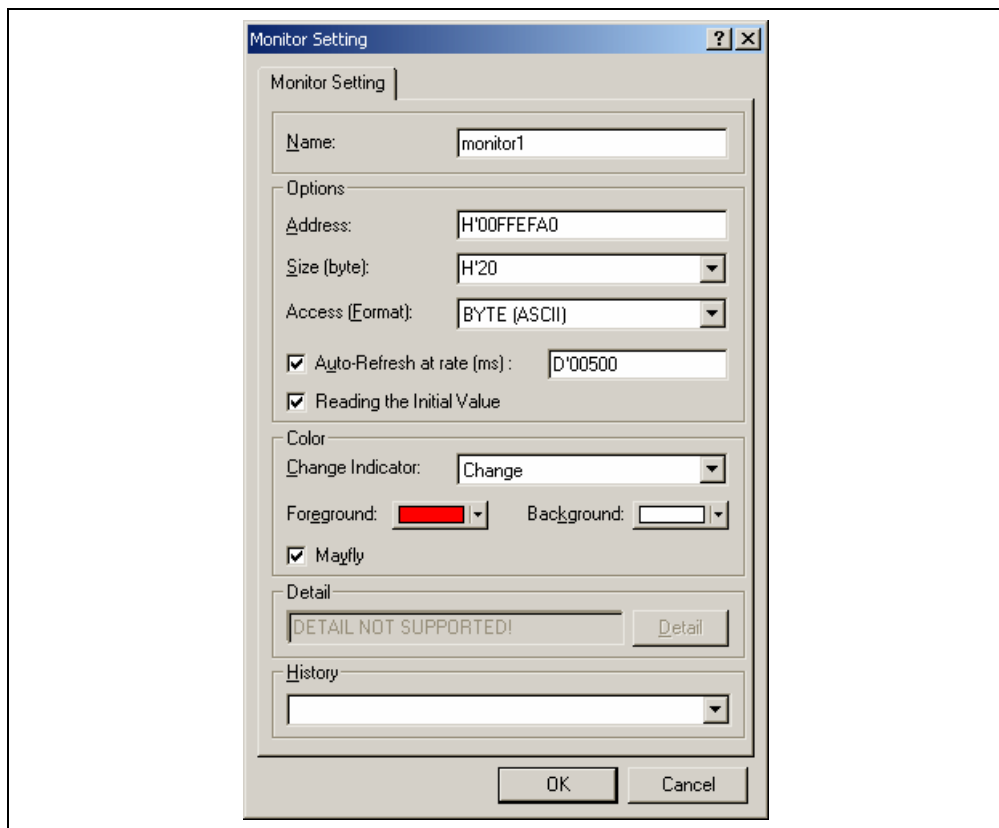 Monitor Setting
Monitor Setting
Name: monitor1
Options
Address: H'00FFEFA0
Size (byte): H'20
Access (Format): BYTE (ASCII)
Auto-Refresh at rate (ms) : D'00500
Reading the Initial Value
Color
Change Indicator: Change
Foreground: Background:
Mayfly
Detail
DETAIL NOT SUPPORTED! Detail
History
OK Cancel